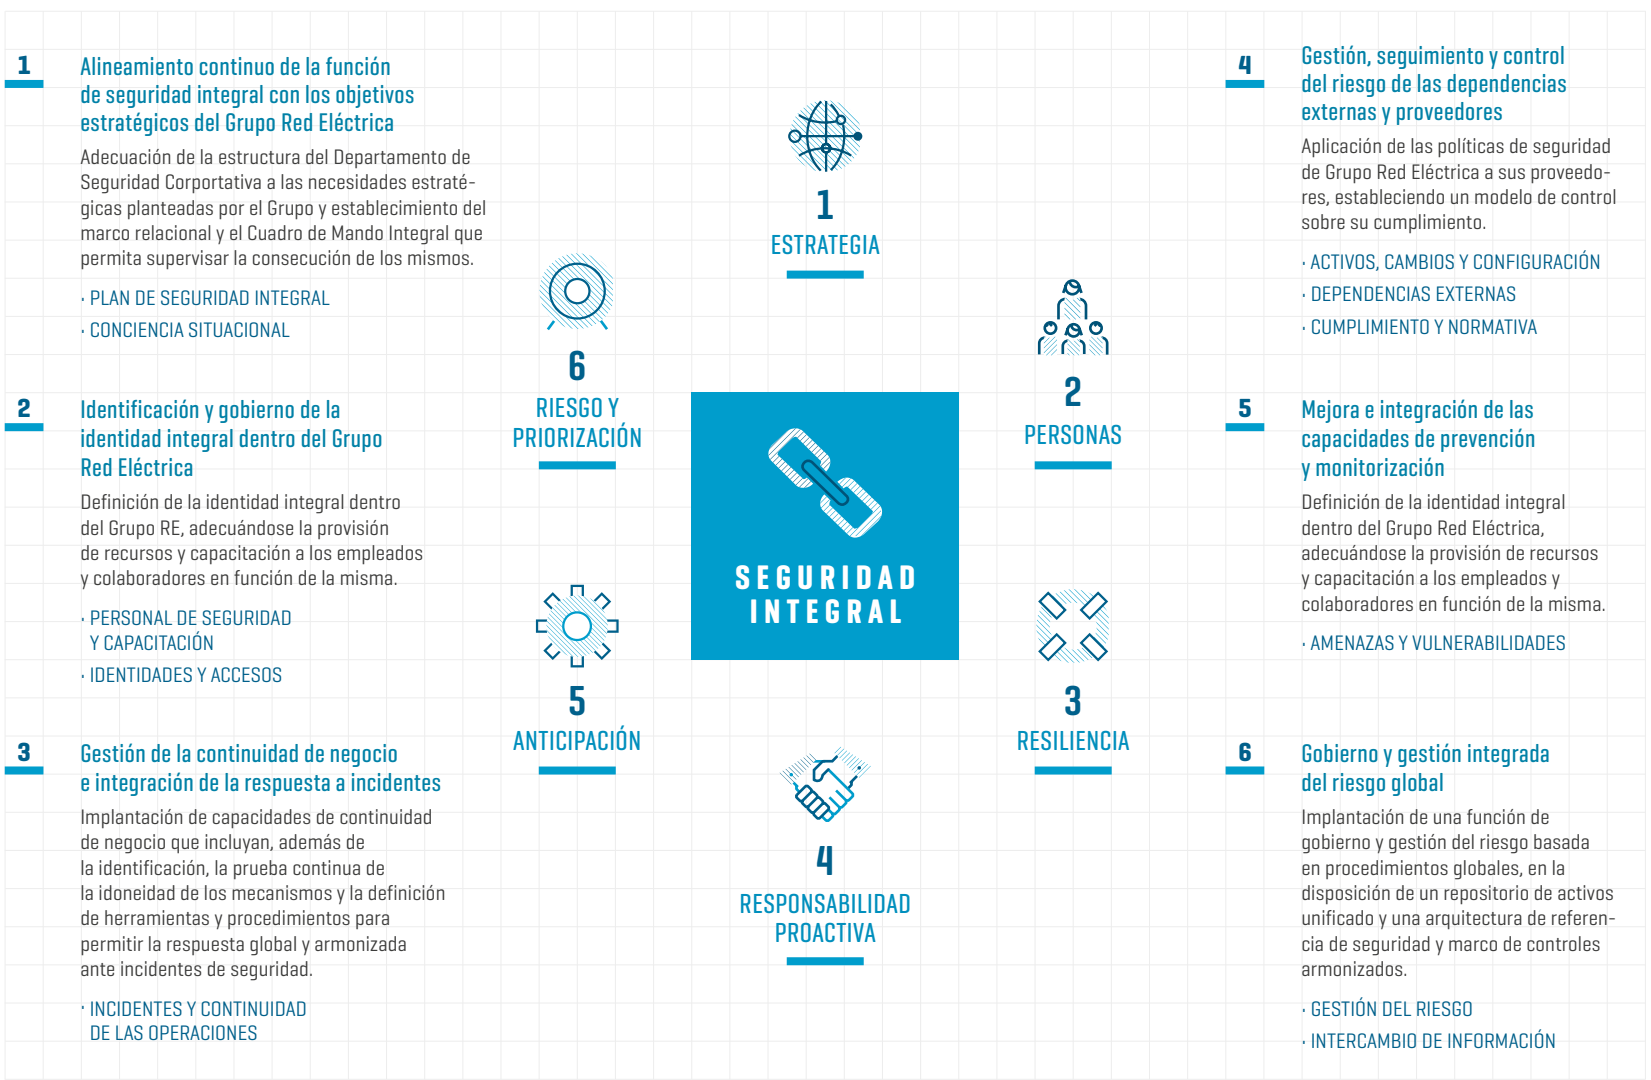 1
Alineamiento continuo de la función
de seguridad integral con los objetivos
estratégicos del Grupo Red Eléctrica
Adecuación de la estructura del Departamento de
Seguridad Corportativa a las necesidades estraté-
gicas planteadas por el Grupo y establecimiento del
marco relacional y el Cuadro de Mando Integral que
permita supervisar la consecución de los mismos.
· PLAN DE SEGURIDAD INTEGRAL
· CONCIENCIA SITUACIONAL
2
Identificación y gobierno de la
identidad integral dentro del Grupo
Red Eléctrica
Definición de la identidad integral dentro
del Grupo RE, adecuándose la provisión
de recursos y capacitación a los empleados
y colaboradores en función de la misma.
· PERSONAL DE SEGURIDAD
Y CAPACITACIÓN
· IDENTIDADES Y ACCESOS
3
Gestión de la continuidad de negocio
e integración de la respuesta a incidentes
Implantación de capacidades de continuidad
de negocio que incluyan, además de
la identificación, la prueba continua de
la idoneidad de los mecanismos y la definición
de herramientas y procedimientos para
permitir la respuesta global y armonizada
ante incidentes de seguridad.
· INCIDENTES Y CONTINUIDAD
DE LAS OPERACIONES
1
ESTRATEGIA
2
PERSONAS
3
RESILIENCIA
4
RESPONSABILIDAD
PROACTIVA
5
ANTICIPACIÓN
6
RIESGO Y
PRIORIZACIÓN
SEGURIDAD
INTEGRAL
4
Gestión, seguimiento y control
del riesgo de las dependencias
externas y proveedores
Aplicación de las políticas de seguridad
de Grupo Red Eléctrica a sus proveedo-
res, estableciendo un modelo de control
sobre su cumplimiento.
· ACTIVOS, CAMBIOS Y CONFIGURACIÓN
· DEPENDENCIAS EXTERNAS
· CUMPLIMIENTO Y NORMATIVA
5
Mejora e integración de las
capacidades de prevención
y monitorización
Definición de la identidad integral
dentro del Grupo Red Eléctrica,
adecuándose la provisión de recursos
y capacitación a los empleados y
colaboradores en función de la misma.
· AMENAZAS Y VULNERABILIDADES
6
Gobierno y gestión integrada
del riesgo global
Implantación de una función de
gobierno y gestión del riesgo basada
en procedimientos globales, en la
disposición de un repositorio de activos
unificado y una arquitectura de referen-
cia de seguridad y marco de controles
armonizados.
· GESTIÓN DEL RIESGO
· INTERCAMBIO DE INFORMACIÓN